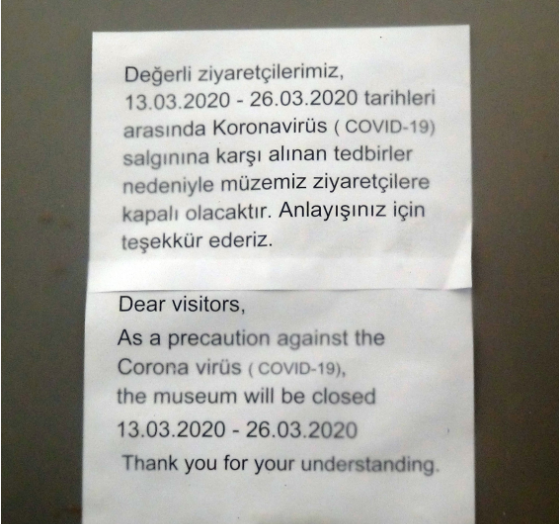 Değerli ziyaretçilerimiz,
13.03.2020 - 26.03.2020 tarihleri
arasında Koronavirüs ( COVID-19)
salgınına karşı alınan tedbirler
nedeniyle müzemiz ziyaretçilere
kapalı olacaktır. Anlayışınız için
teşekkür ederiz.
Dear visitors,
As a precaution against the
Corona virüs ( COVID-19),
the museum will be closed
13.03.2020 - 26.03.2020
Thank you for your understanding.